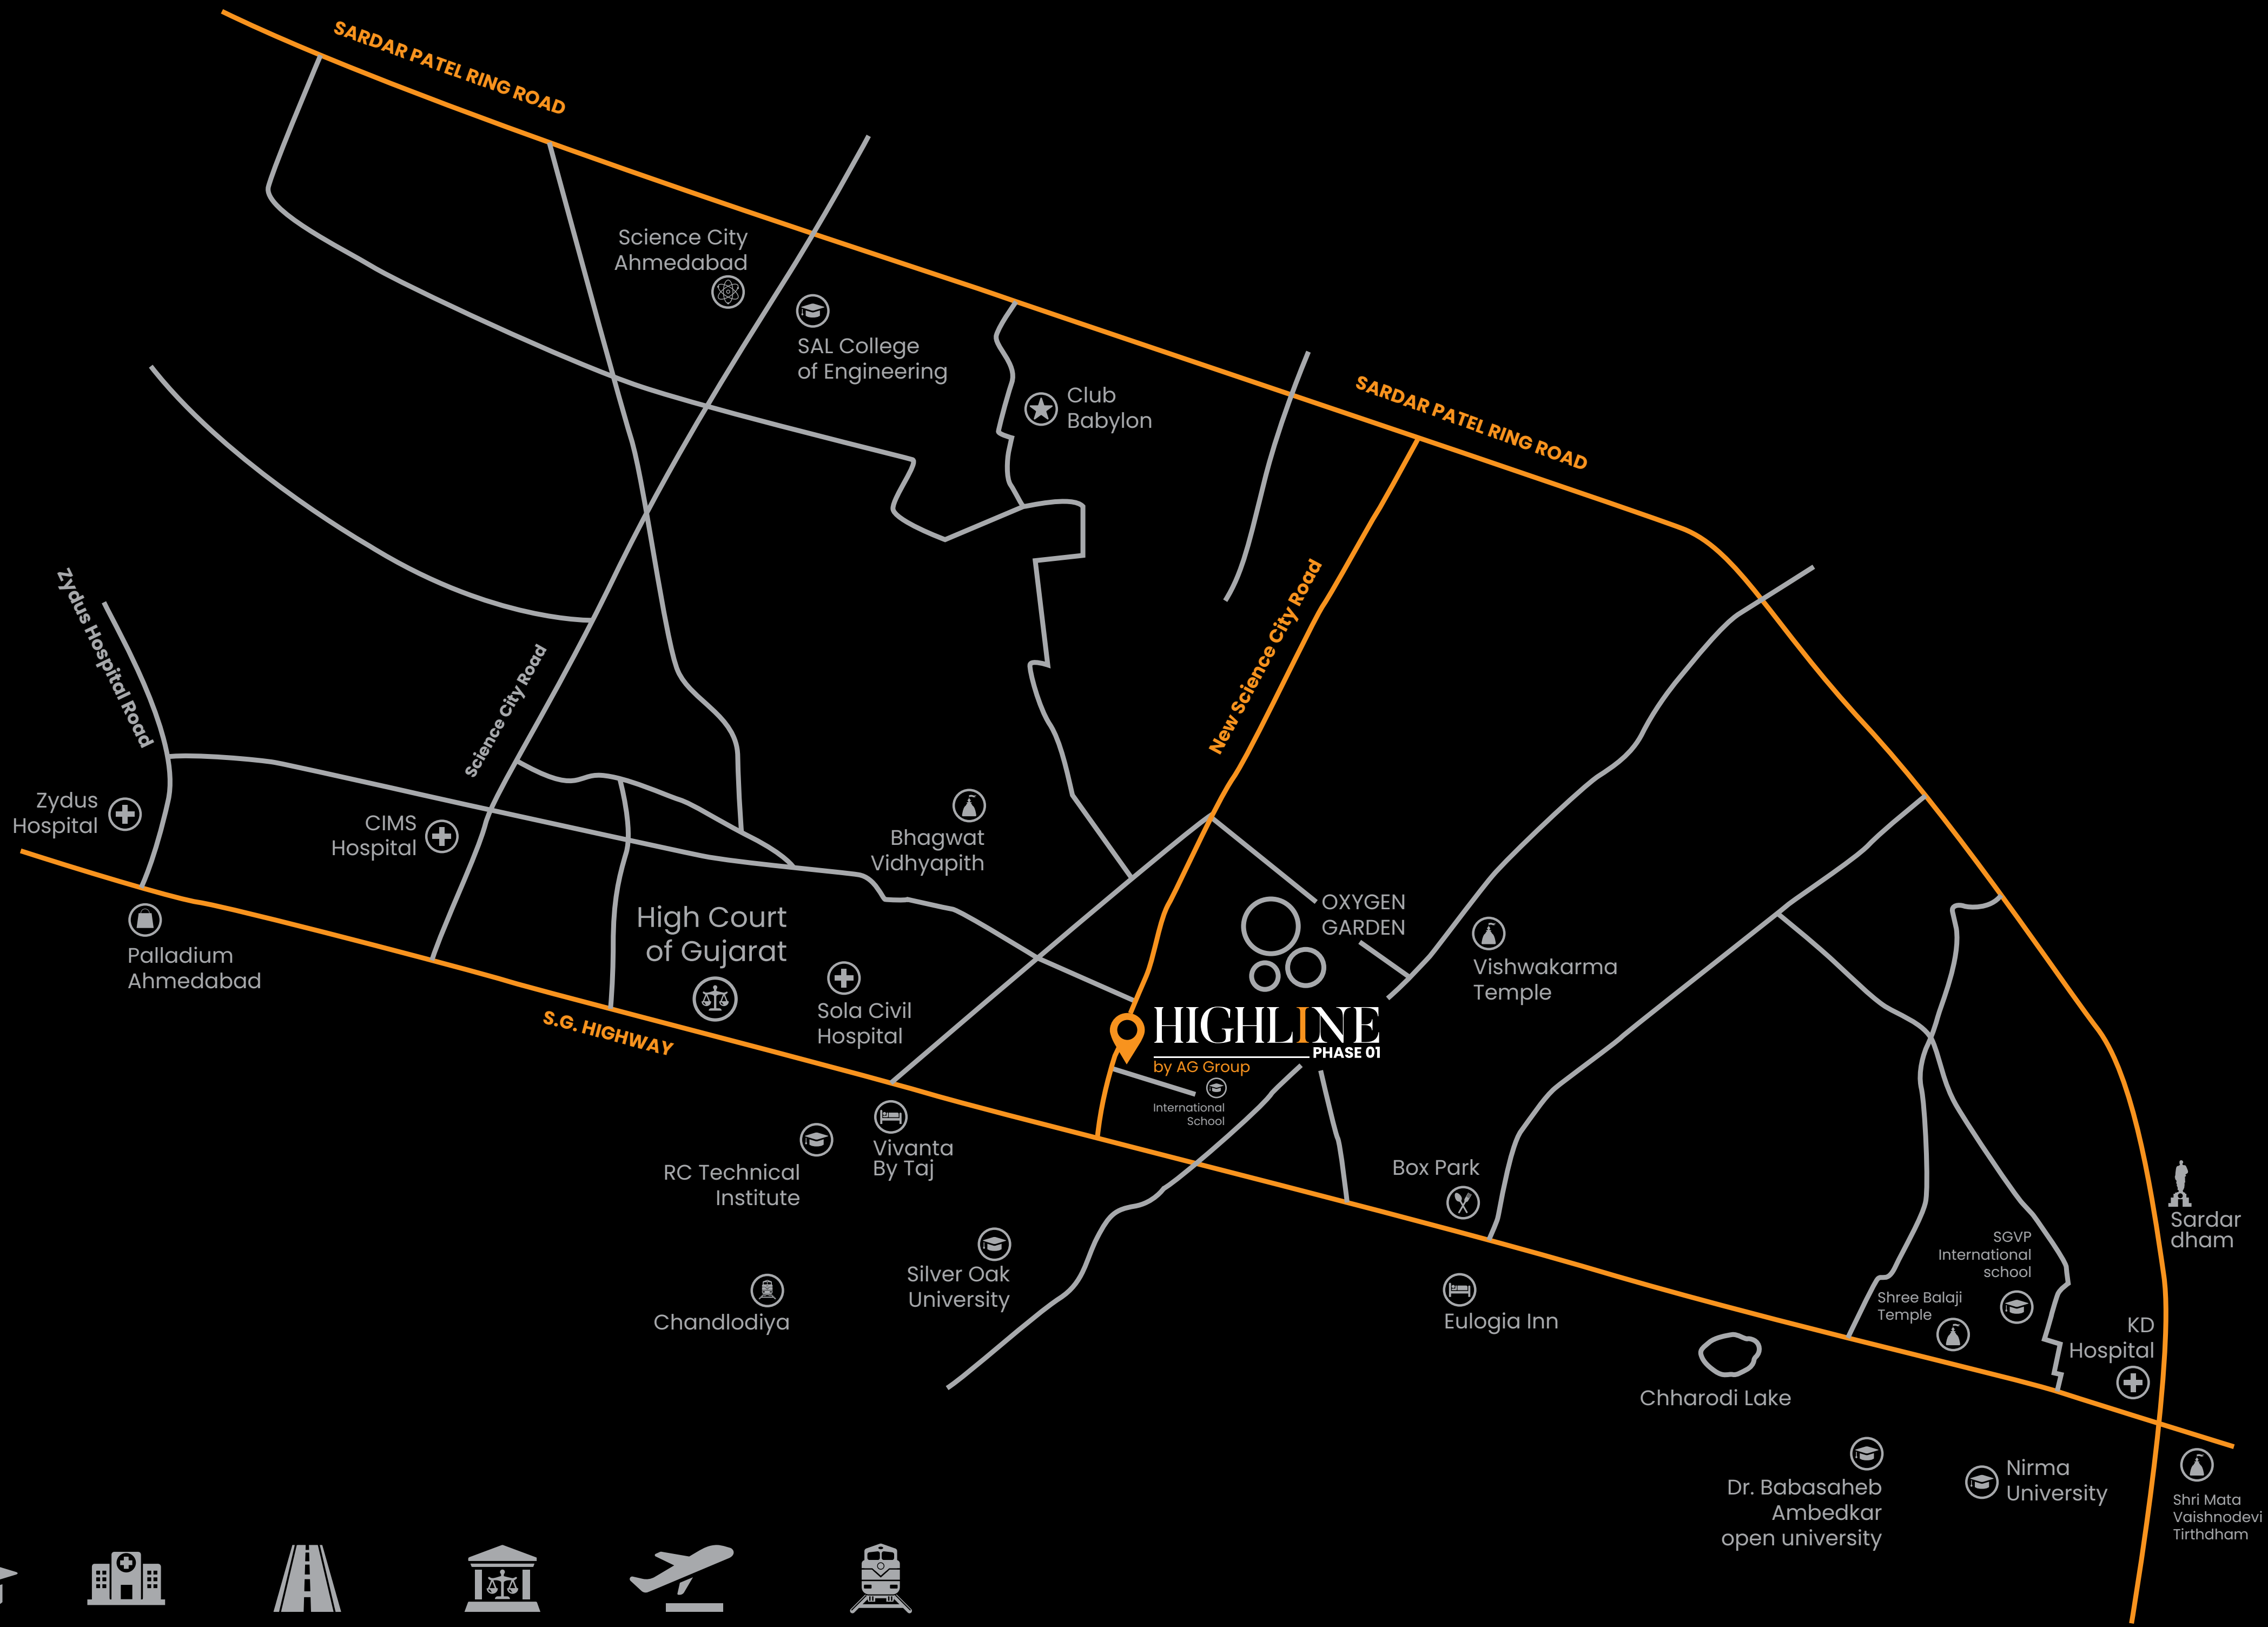 SARDAR PATEL RING ROAD
Science City
Ahmedabad
SAL College
of Engineering
Club
Babylon
SARDAR PATEL RING ROAD
Zydus Hospital Road
Science City Road
New Science City Road
Zydus
Hospital
CIMS
Hospital
Bhagwat
Vidhyapith
Palladium
Ahmedabad
High Court
of Gujarat
Sola Civil
Hospital
OXYGEN
GARDEN
Vishwakarma
Temple
S.G. HIGHWAY
HIGHLINE
PHASE 01
by AG Group
International
School
Vivanta
By Taj
RC Technical
Institute
Box Park
Sardar
dham
SGVP
International
school
Silver Oak
University
Chandlodiya
Eulogia Inn
Shree Balaji
Temple
KD
Hospital
Chharodi Lake
Dr. Babasaheb
Ambedkar
open university
Nirma
University
Shri Mata
Vaishnodevi
Tirthdham